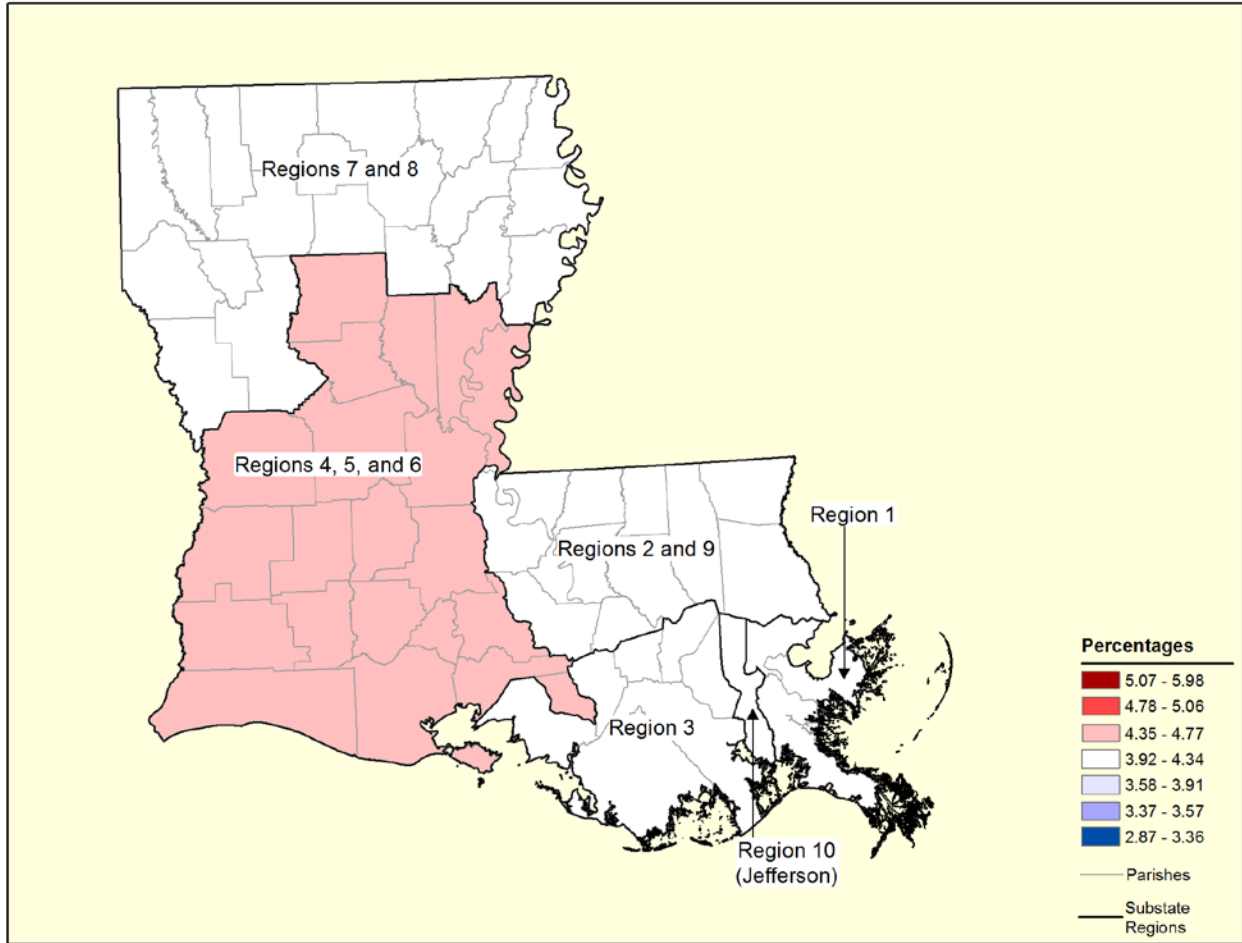 Regions 7 and 8
Regions 4, 5, and 6
Region 1
Regions 2 and 9
Region 3
Region 10
(Jefferson)
Percentages
5.07 - 5.98
4.78 - 5.06
4.35 - 4.77
3.92 - 4.34
3.58 - 3.91
3.37 - 3.57
2.87 - 3.36
Parishes
Substate
Regions